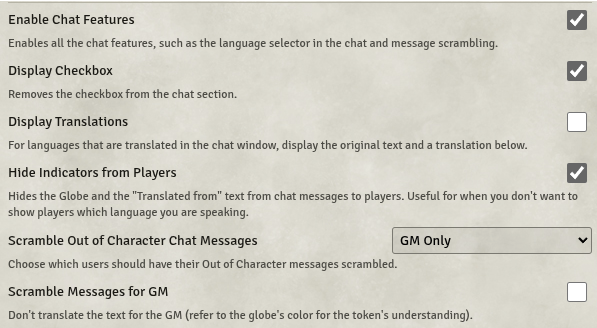 Enable Chat Features
Enables all the chat features, such as the language selector in the chat and message scrambling.
Display Checkbox
Removes the checkbox from the chat section.
Display Translations
For languages that are translated in the chat window, display the original text and a translation below.
Hide Indicators from Players
Hides the Globe and the "Translated from" text from chat messages to players. Useful for when you don't want to
show players which language you are speaking.
Scramble Out of Character Chat Messages GM Only
Choose which users should have their Out of Character messages scrambled.
Scramble Messages for GM
Don't translate the text for the GM (refer to the globe's color for the token's understanding).